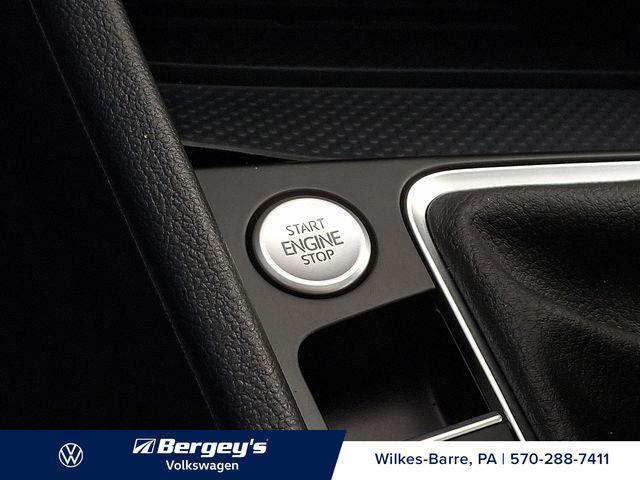 START
ENGINE
STOP
Bergey's
Volkswagen
Wilkes-Barre, PA | 570-288-7411